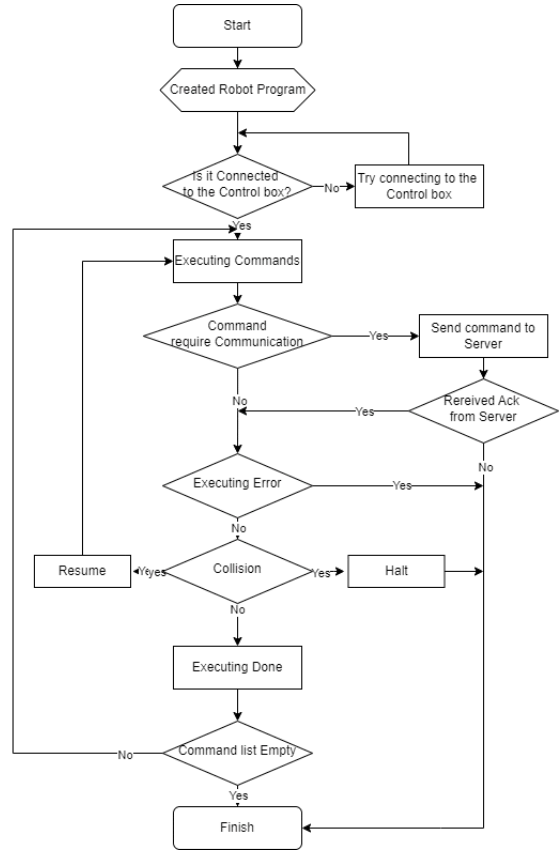 Start
Created Robot Program
Is it Connected
to the Control box?
No
Try connecting to the
Control box
Yes
Executing Commands
Command
require Communication
Yes
Send command to
Server
No
Rereived Ack
from Server
Yes
No
Executing Error
Yes
No
Resume
Yes
yes
Collision
Yes
Halt
No
Executing Done
Command list Empty
No
Yes
Finish